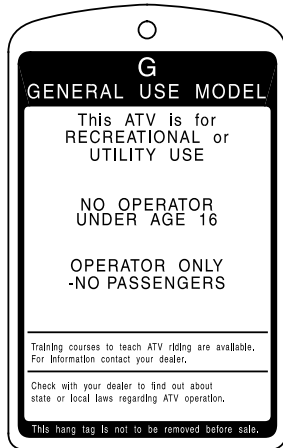 G
GENERAL USE MODEL
This ATV is for
RECREATIONAL or
UTILITY USE
NO OPERATOR
UNDER AGE 16
OPERATOR ONLY
-NO PASSENGERS
Training courses to teach ATV riding are available.
For information contact your dealer.
Check with your dealer to find out about
state or local laws regarding ATV operation.
This hang tag is not to be removed before sale.